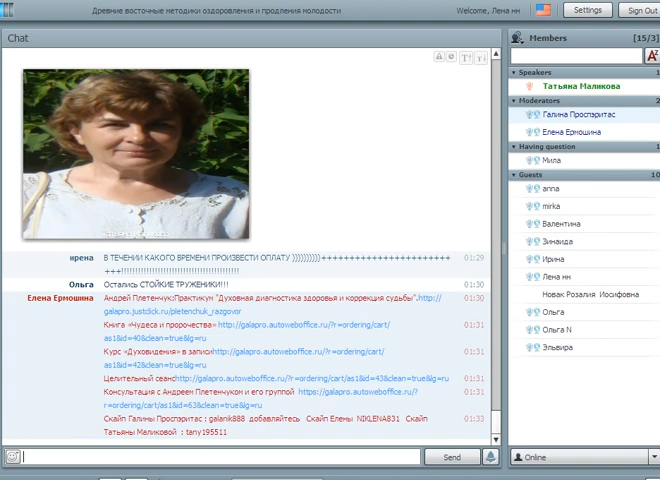 Древние восточные методики оздоровления и продления молодости
Welcome, Лена нн
Settings
Sign Out
Chat
Members
[15/3]
Speakers
Татьяна Маликова
Moderators
Галина Проспэритас
Елена Ермошина
Having question
Мила
Guests
10
anna
mirka
Валентина
Зинаида
Ирина
Лена нн
Новак Розалия Иосифовна
Ольга
Ольга N
Эльвира
Online
ирена В ТЕЧЕНИИ КАКОГО ВРЕМЕНИ ПРОИЗВЕСТИ ОПЛАТУ 01:29
Ольга Остались СТОЙКИЕ ТРУЖЕНИКИ!!! 01:30
Елена Ермошина Андрей Плетенчук:Практикум "Духовная диагностика здоровья и коррекция судьбы".http:// 01:30
galapro.justclick.ru/pletenchuk_razgovor
Книга «Чудеса и пророчества» http://galapro.autoweboffice.ru/?r=ordering/cart/ 01:31
as1&id=40&clean=true&lg=ru
Курс «Духовидения» в записиhttp://galapro.autoweboffice.ru/?r=ordering/cart/ 01:31
as1&id=42&clean=true&lg=ru
Целительный сеансhttp://galapro.autoweboffice.ru/?r=ordering/cart/as1&id=43&clean=true&lg=ru 01:31
Консультация с Андреем Плетенчуком и его группой https://galapro.autoweboffice.ru/? 01:31
r=ordering/cart/as1&id=63&clean=true&lg=ru
Скайп Галины Проспэритас : galanik888 добавляйтесь Скайп Елены NIKLENA831 Скайп 01:33
Татьяны Маликовой : tany195511
Send